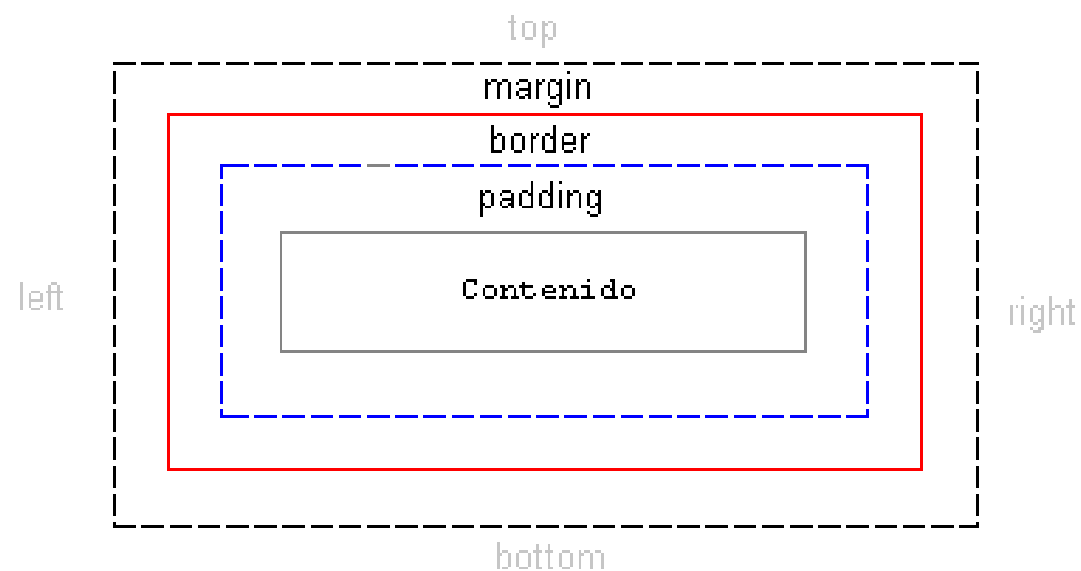 top
margin
border
padding
Contenido
left
right
bottom